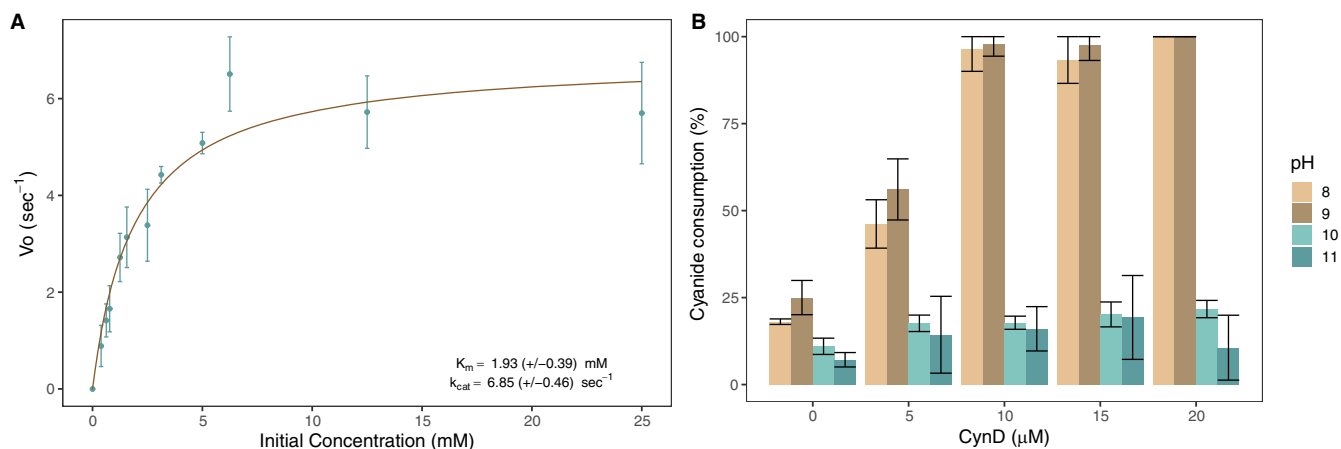 A
Vo (sec⁻¹)
6
4
2
0
Kₘ = 1.93 (+/−0.39) mM
k_cat = 6.85 (+/−0.46) sec⁻¹
0 5 10 15 20 25
Initial Concentration (mM)
B
Cyanide consumption (%)
100
75
50
25
0
0 5 10 15 20
CynD (μM)
pH
8
9
10
11